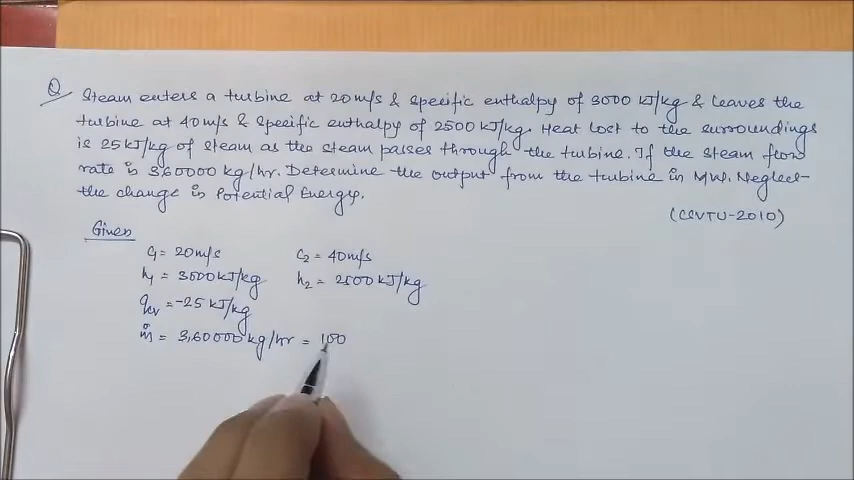 Q Steam enters a turbine at 20m/s & specific enthalpy of 3000 kJ/kg & leaves the
turbine at 40m/s & specific enthalpy of 2500 kJ/kg. Heat lost to the surroundings
is 25 kJ/kg of steam as the steam passes through the turbine. If the steam flow
rate is 360000 kg/hr. Determine the output from the turbine in MW. Neglect
the change in Potential Energy.
(CSVTU-2010)
Given
C₁ = 20m/s C₂ = 40m/s
h₁ = 3000 kJ/kg h₂ = 2500 kJ/kg
q_cv = -25 kJ/kg
ṁ = 3,60000 kg/hr = 100